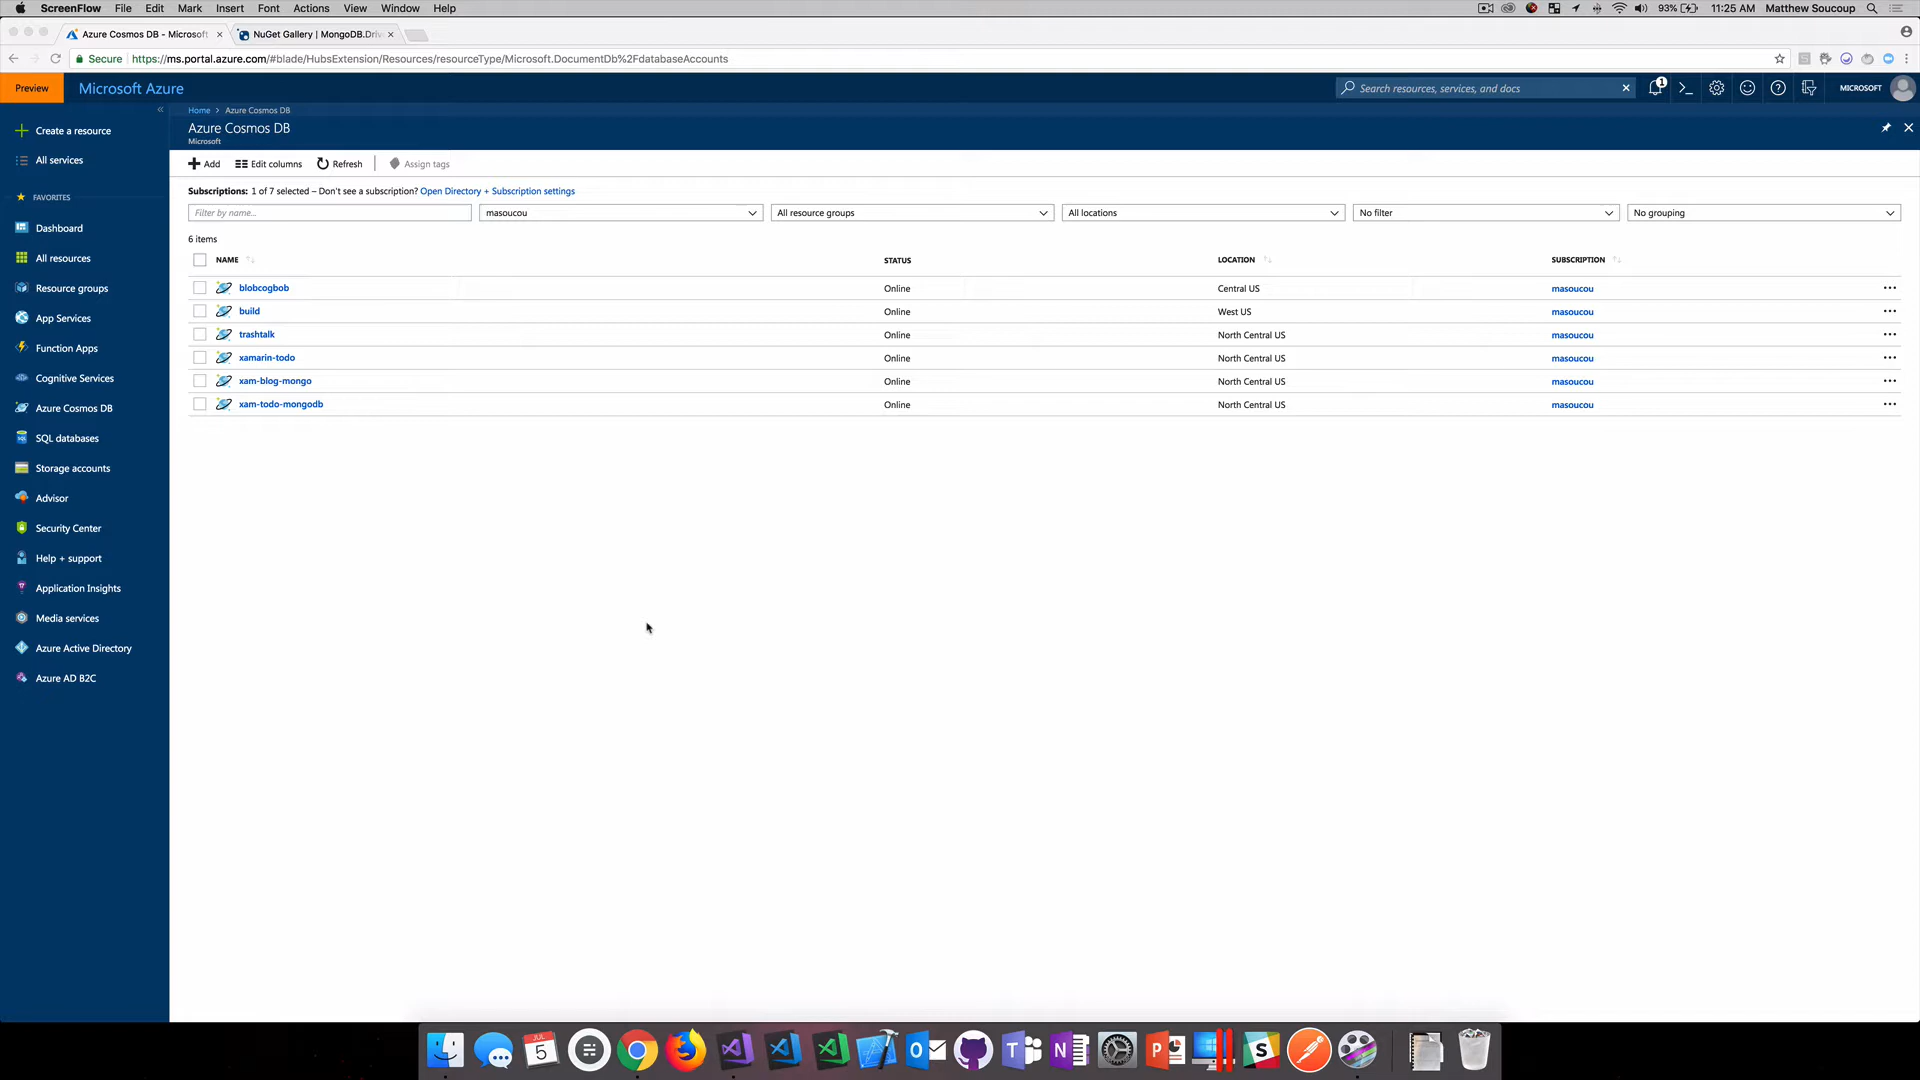 ScreenFlow File Edit Mark Insert Font Actions View Window Help 93% 11:25 AM Matthew Soucoup
Azure Cosmos DB - Microsoft × NuGet Gallery | MongoDB.Driv ×
Secure https://ms.portal.azure.com/#blade/HubsExtension/Resources/resourceType/Microsoft.DocumentDb%2FdatabaseAccounts
Preview Microsoft Azure Search resources, services, and docs 1 MICROSOFT
Home > Azure Cosmos DB
Azure Cosmos DB
Microsoft
Create a resource
All services
FAVORITES
Dashboard
All resources
Resource groups
App Services
Function Apps
Cognitive Services
Azure Cosmos DB
SQL databases
Storage accounts
Advisor
Security Center
Help + support
Application Insights
Media services
Azure Active Directory
Azure AD B2C
Add Edit columns Refresh Assign tags
Subscriptions: 1 of 7 selected – Don't see a subscription? Open Directory + Subscription settings
Filter by name... masoucou All resource groups All locations No filter No grouping
6 items
NAME STATUS LOCATION SUBSCRIPTION
blobcogbob Online Central US masoucou
build Online West US masoucou
trashtalk Online North Central US masoucou
xamarin-todo Online North Central US masoucou
xam-blog-mongo Online North Central US masoucou
xam-todo-mongodb Online North Central US masoucou
JUL
5